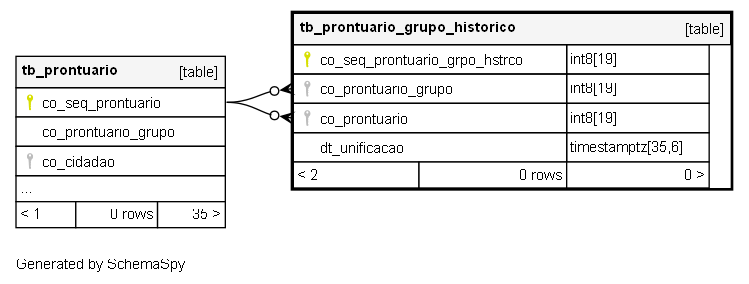 tb_prontuario_grupo_historico [table]
co_seq_prontuario_grpo_hstrco int8[19]
co_prontuario_grupo int8[19]
co_prontuario int8[19]
dt_unificacao timestamptz[35,6]
< 2 0 rows 0 >
tb_prontuario [table]
co_seq_prontuario
co_prontuario_grupo
co_cidadao
...
< 1 0 rows 35 >
Generated by SchemaSpy